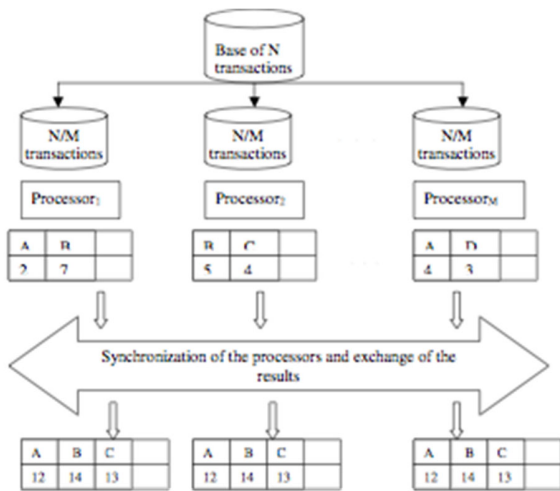 Base of N
transactions
N/M
transactions
N/M
transactions
N/M
transactions
Processor1
Processor2
ProcessorM
A B
2 7
B C
5 4
A D
4 3
Synchronization of the processors and exchange of the
results
A B C
12 14 13
A B C
12 14 13
A B C
12 14 13